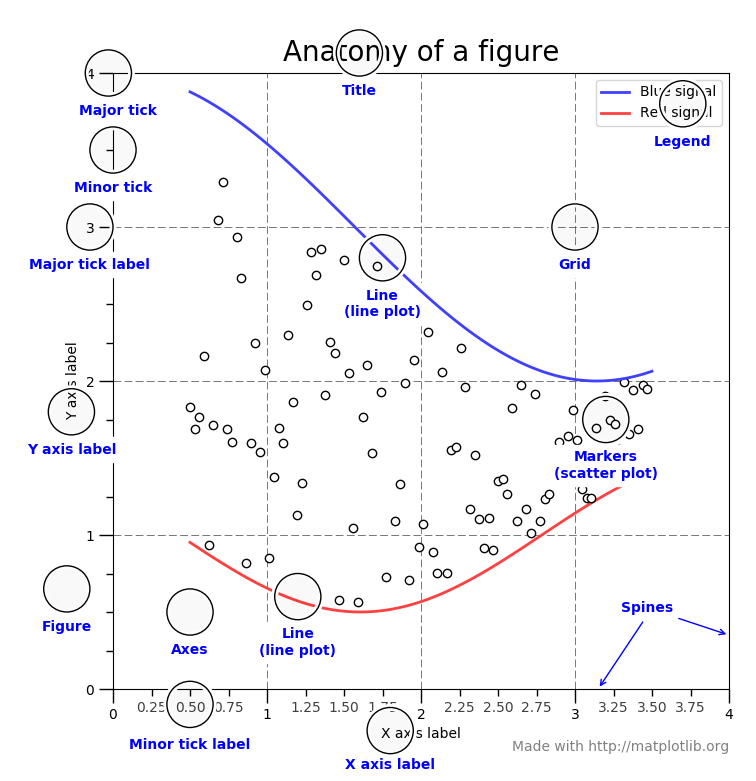 Anatomy of a figure
Title
4
Major tick
Blue signal
Red signal
Legend
Minor tick
3
Major tick label
Grid
Line
(line plot)
2
Y axis label
Y axis label
Markers
(scatter plot)
1
Figure
Axes
Line
(line plot)
Spines
0
0 0.25 0.50 0.75 1 1.25 1.50 1.75 2 2.25 2.50 2.75 3 3.25 3.50 3.75 4
Minor tick label
X axis label
X axis label
Made with http://matplotlib.org